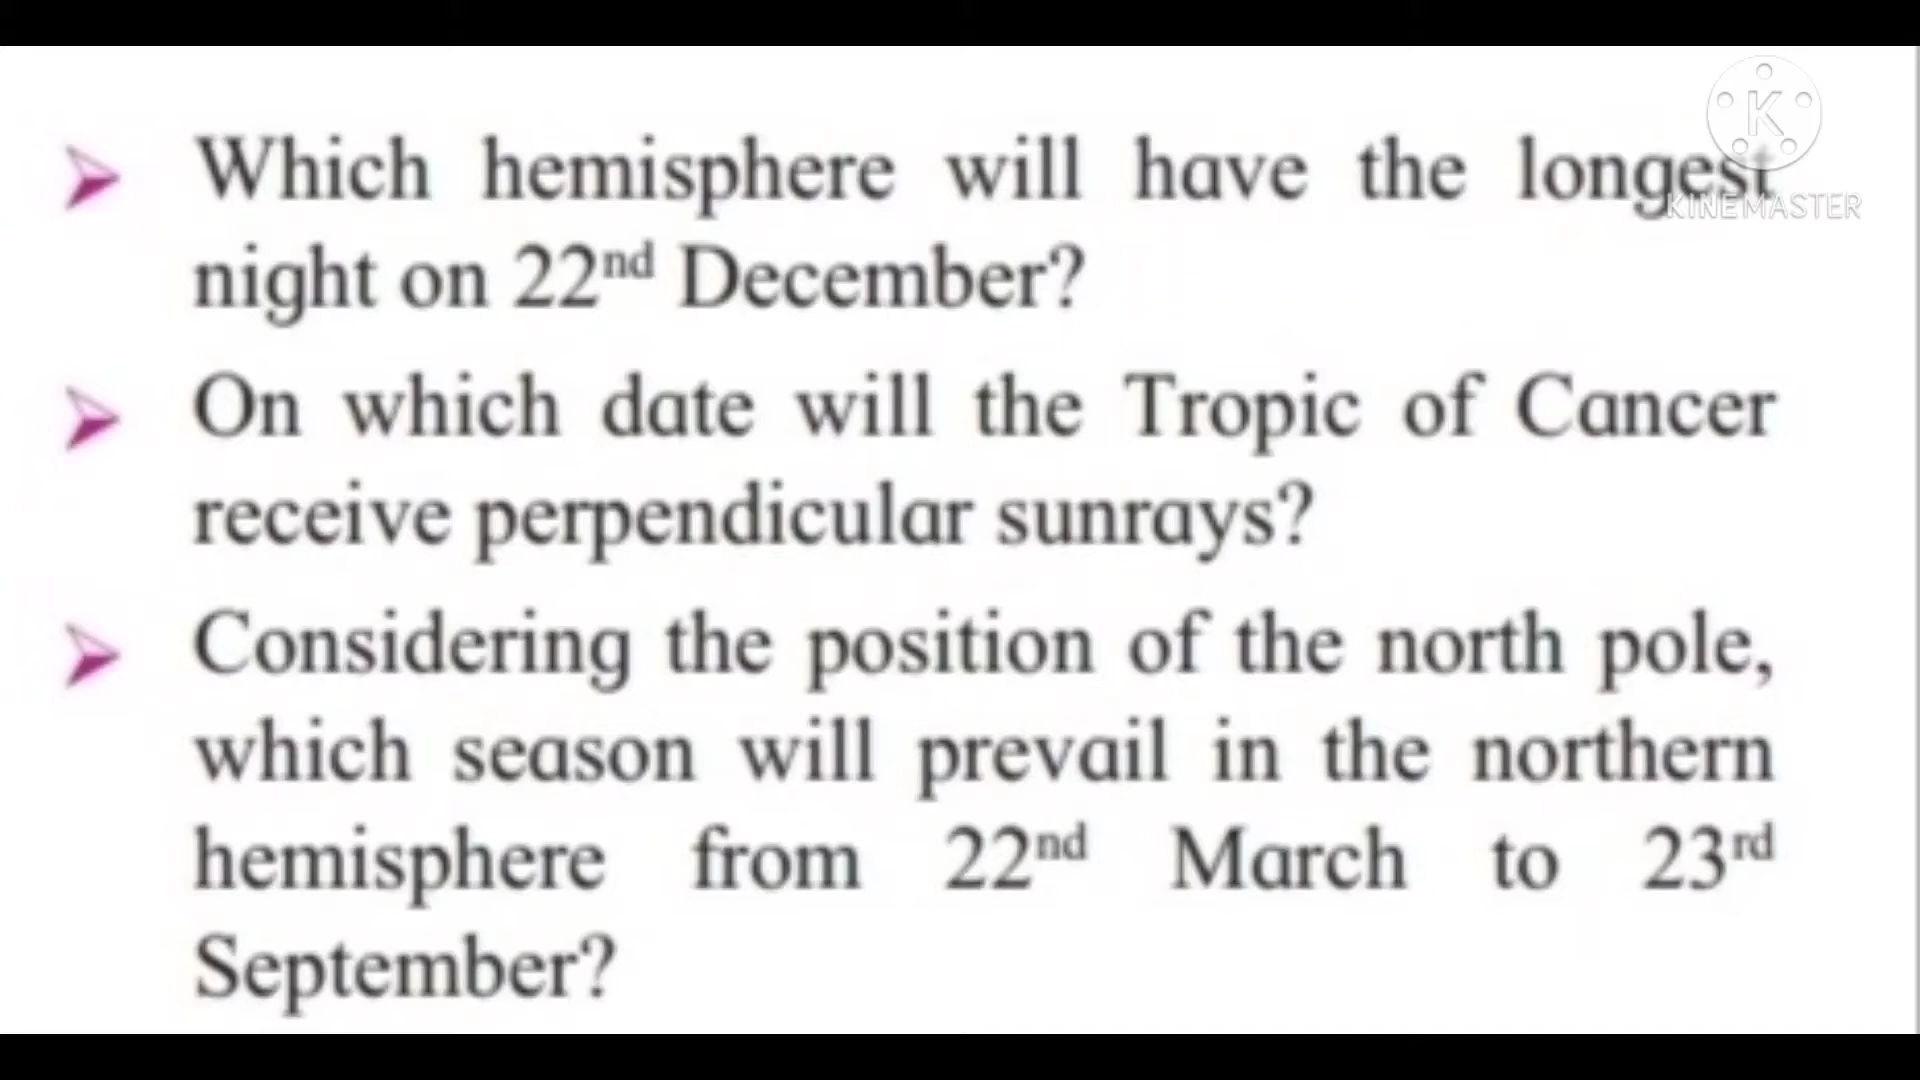 Which hemisphere will have the longest
night on 22nd December?
On which date will the Tropic of Cancer
receive perpendicular sunrays?
Considering the position of the north pole,
which season will prevail in the northern
hemisphere from 22nd March to 23rd
September?
K
KINEMASTER